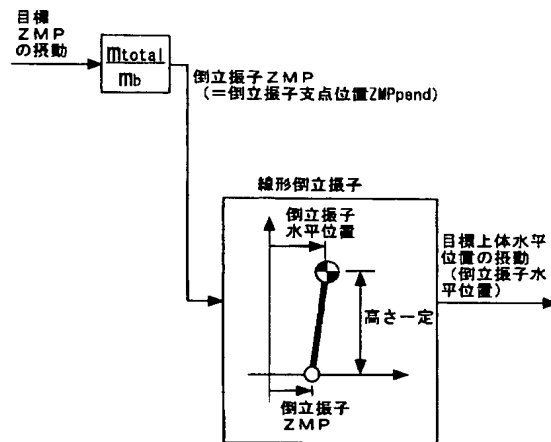 目標
ZMP
の摂動
mtotal
mb
倒立振子ZMP
(=倒立振子支点位置ZMPpend)
線形倒立振子
倒立振子
水平位置
高さ一定
倒立振子
ZMP
目標上体水平
位置の摂動
(倒立振子水
平位置)